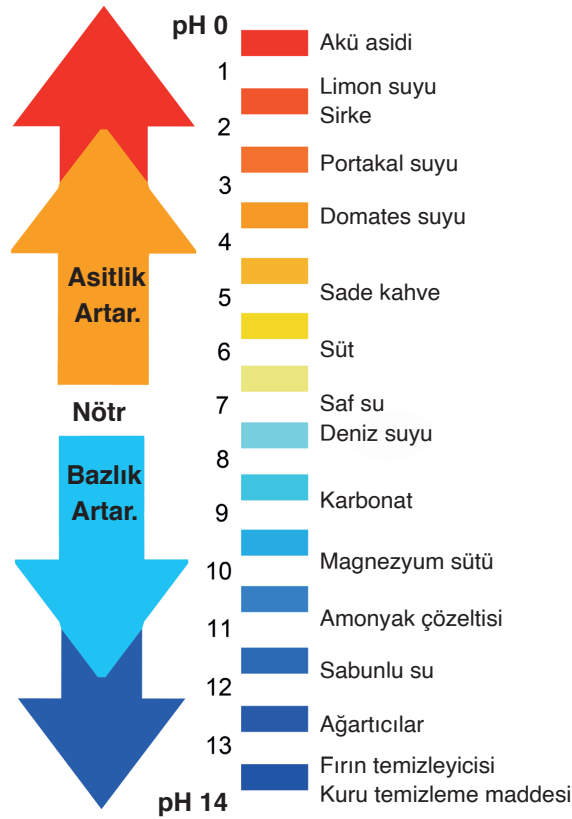 pH 0
Akü asidi
1
Limon suyu
Sirke
2
Portakal suyu
3
Domates suyu
4
Asitlik
Artar.
5
Sade kahve
6
Süt
Nötr
7
Saf su
Deniz suyu
8
Bazlık
Artar.
9
Karbonat
10
Magnezyum sütü
11
Amonyak çözeltisi
12
Sabunlu su
13
Ağartıcılar
Fırın temizleyicisi
pH 14
Kuru temizleme maddesi